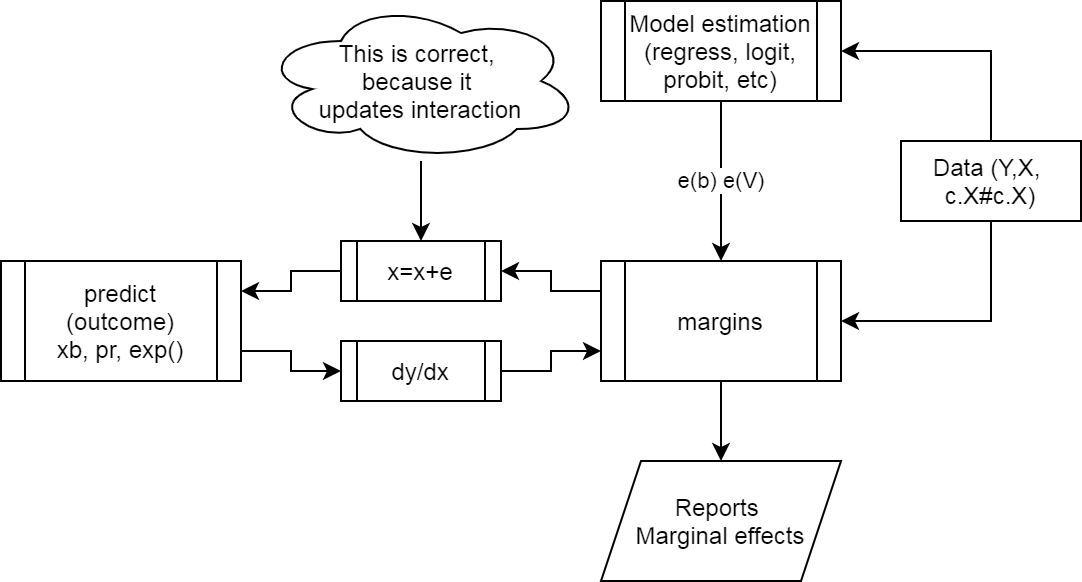 This is correct,
because it
updates interaction
Model estimation
(regress, logit,
probit, etc)
Data (Y,X,
c.X#c.X)
e(b) e(V)
x=x+e
predict
(outcome)
xb, pr, exp()
margins
dy/dx
Reports
Marginal effects